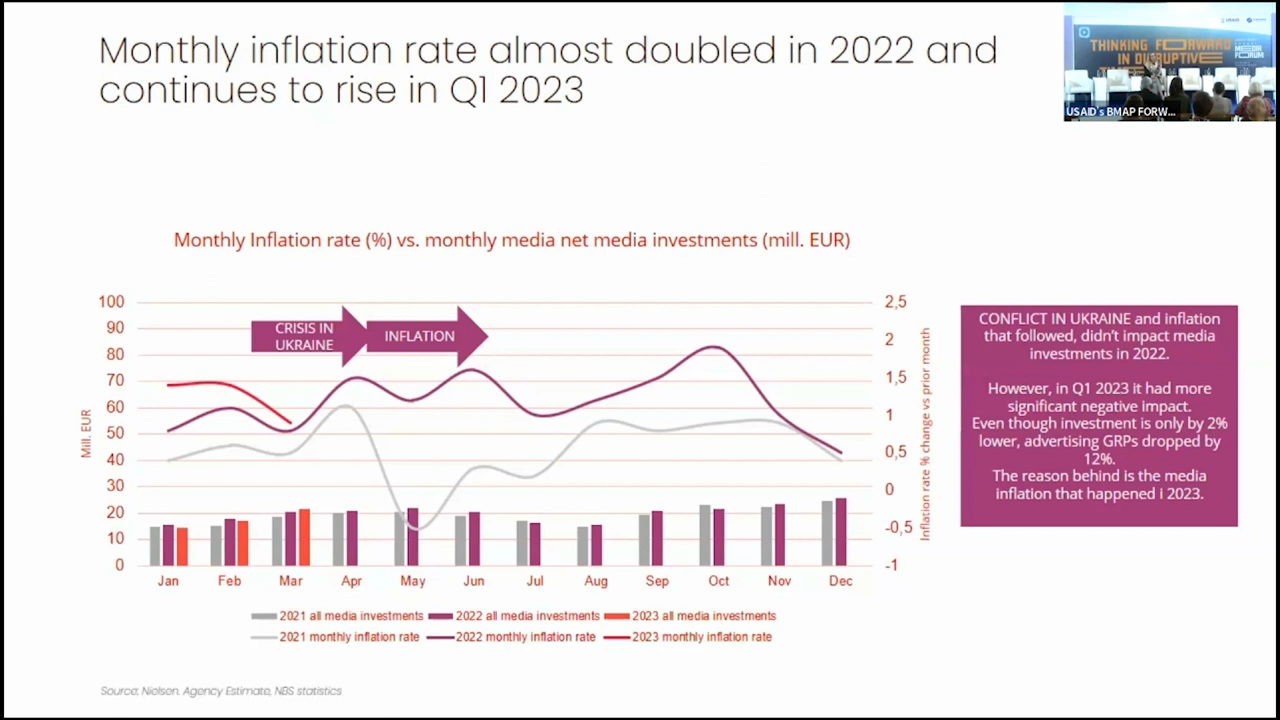 Monthly inflation rate almost doubled in 2022 and
continues to rise in Q1 2023
THINKING FORWARD
IN DISRUPTIVE
MEDIA
FORUM
USAID's BMAP FORW...
Monthly Inflation rate (%) vs. monthly media net media investments (mill. EUR)
100
90
80
70
60
50
40
30
20
10
0
Mill. EUR
CRISIS IN
UKRAINE
INFLATION
2,5
2
1,5
1
0,5
0
-0,5
-1
Inflation rate % change vs prior month
Jan Feb Mar Apr May Jun Jul Aug Sep Oct Nov Dec
2021 all media investments 2022 all media investments 2023 all media investments
2021 monthly inflation rate 2022 monthly inflation rate 2023 monthly inflation rate
CONFLICT IN UKRAINE and inflation
that followed, didn't impact media
investments in 2022.
However, in Q1 2023 it had more
significant negative impact.
Even though investment is only by 2%
lower, advertising GRPs dropped by
12%.
The reason behind is the media
inflation that happened i 2023.
Source: Nielsen. Agency Estimate, NBS statistics